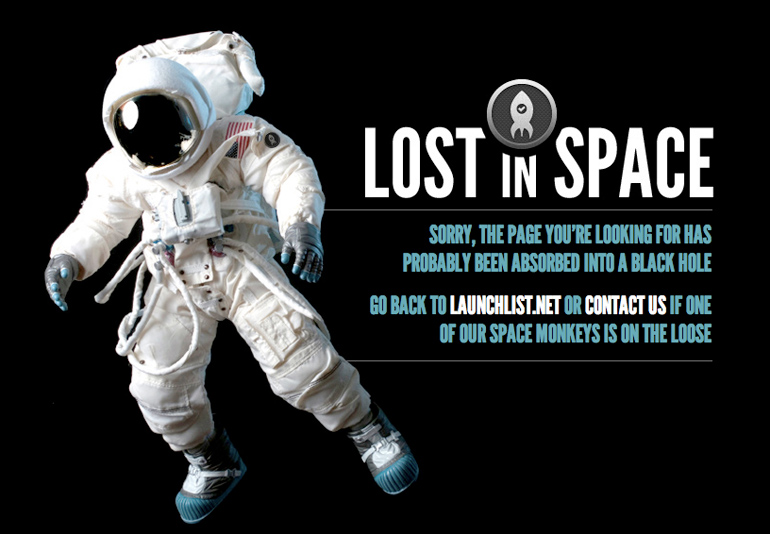 LOST IN SPACE
SORRY, THE PAGE YOU'RE LOOKING FOR HAS
PROBABLY BEEN ABSORBED INTO A BLACK HOLE
GO BACK TO LAUNCHLIST.NET OR CONTACT US IF ONE
OF OUR SPACE MONKEYS IS ON THE LOOSE